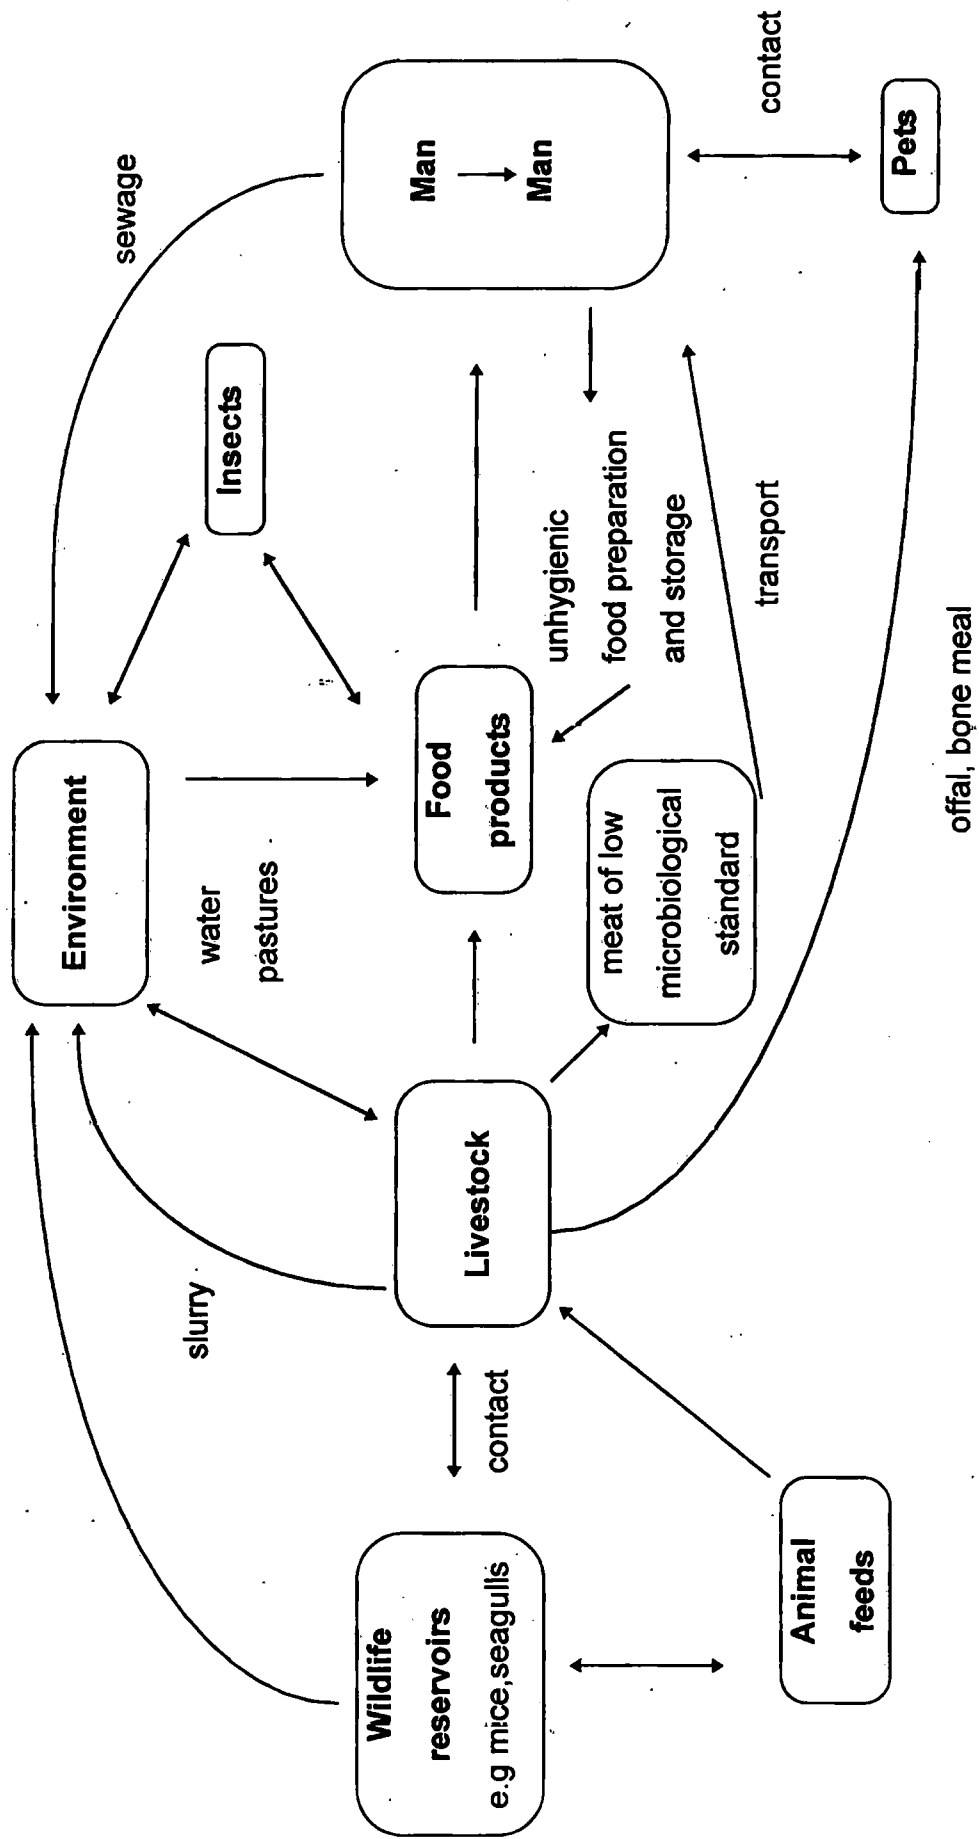 Environment
sewage
slurry
water
pastures
Insects
Wildlife
reservoirs
e.g mice,seagulls
contact
Livestock
Food
products
Man
Man
unhygienic
food preparation
and storage
meat of low
microbiological
standard
transport
contact
Animal
feeds
Pets
offal, bone meal